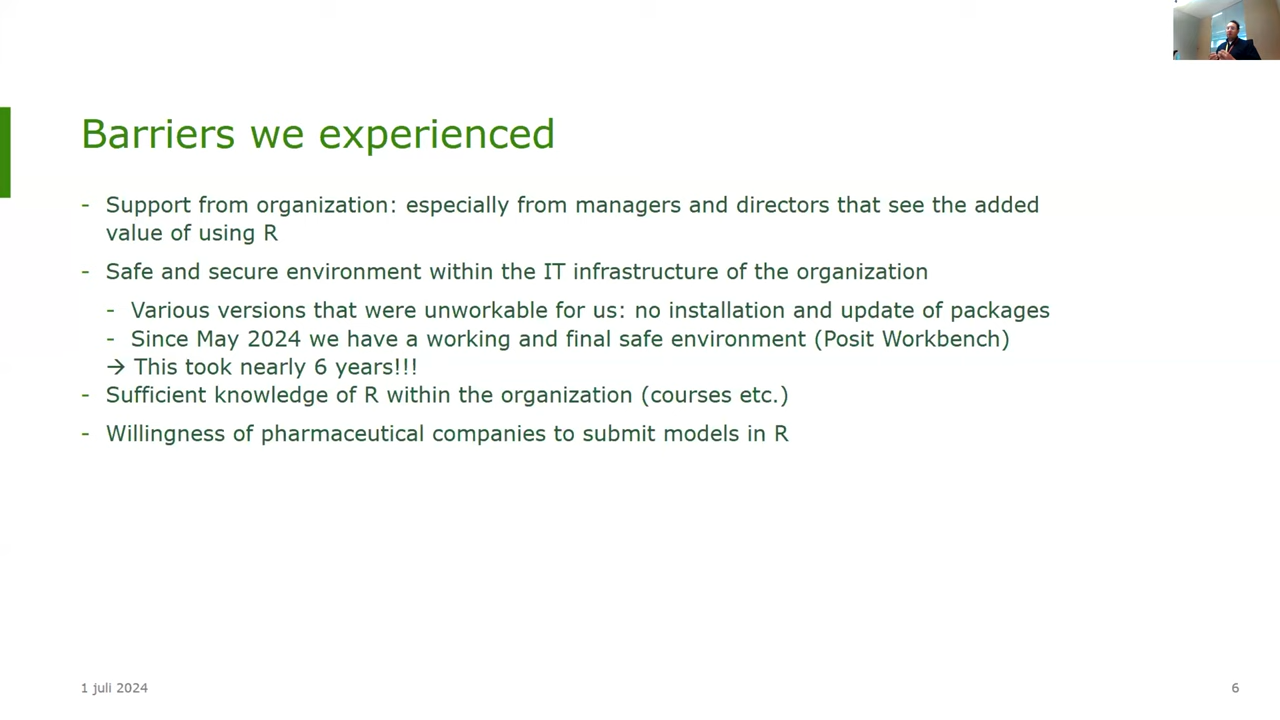 Barriers we experienced
- Support from organization: especially from managers and directors that see the added
value of using R
- Safe and secure environment within the IT infrastructure of the organization
- Various versions that were unworkable for us: no installation and update of packages
- Since May 2024 we have a working and final safe environment (Posit Workbench)
→ This took nearly 6 years!!!
- Sufficient knowledge of R within the organization (courses etc.)
- Willingness of pharmaceutical companies to submit models in R
1 juli 2024
6